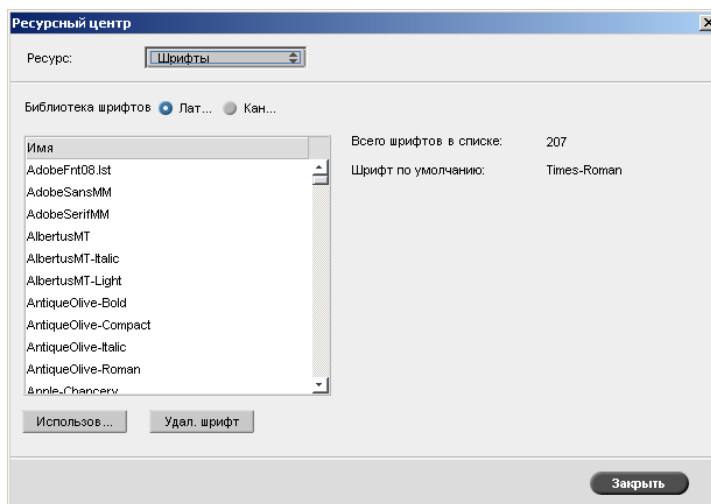 Ресурсный центр
Ресурс: Шрифты
Библиотека шрифтов Лат... Кан...
Имя
AdobeFnt08.lst
AdobeSansMM
AdobeSerifMM
AlbertusMT
AlbertusMT-Italic
AlbertusMT-Light
AntiqueOlive-Bold
AntiqueOlive-Compact
AntiqueOlive-Italic
AntiqueOlive-Roman
Apple-Chancery
Всего шрифтов в списке: 207
Шрифт по умолчанию: Times-Roman
Использов... Удал. шрифт
Закрыть